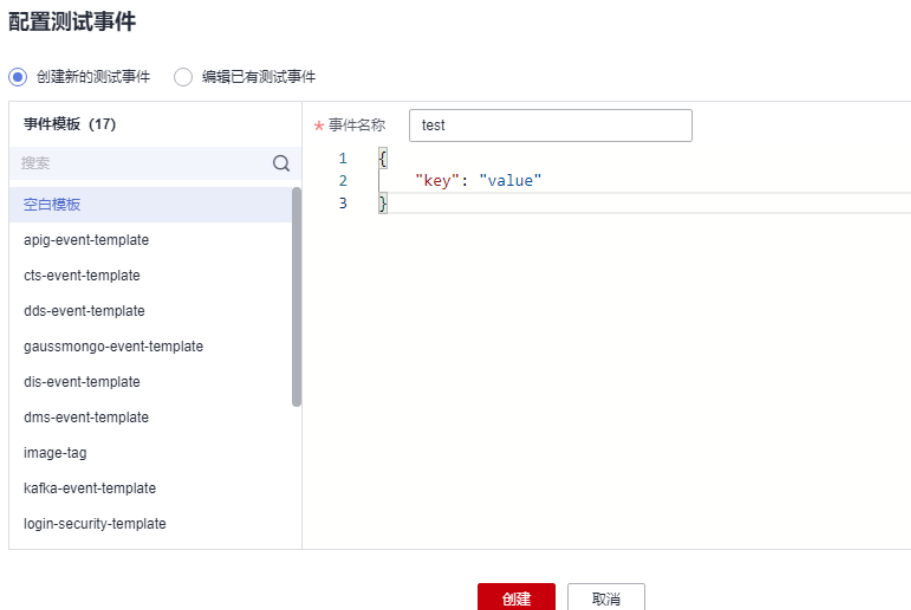 配置测试事件
创建新的测试事件 编辑已有测试事件
事件模板 (17)
搜索
空白模板
apig-event-template
cts-event-template
dds-event-template
gaussmongo-event-template
dis-event-template
dms-event-template
image-tag
kafka-event-template
login-security-template
* 事件名称 test
1 {
2 "key": "value"
3 }
创建 取消